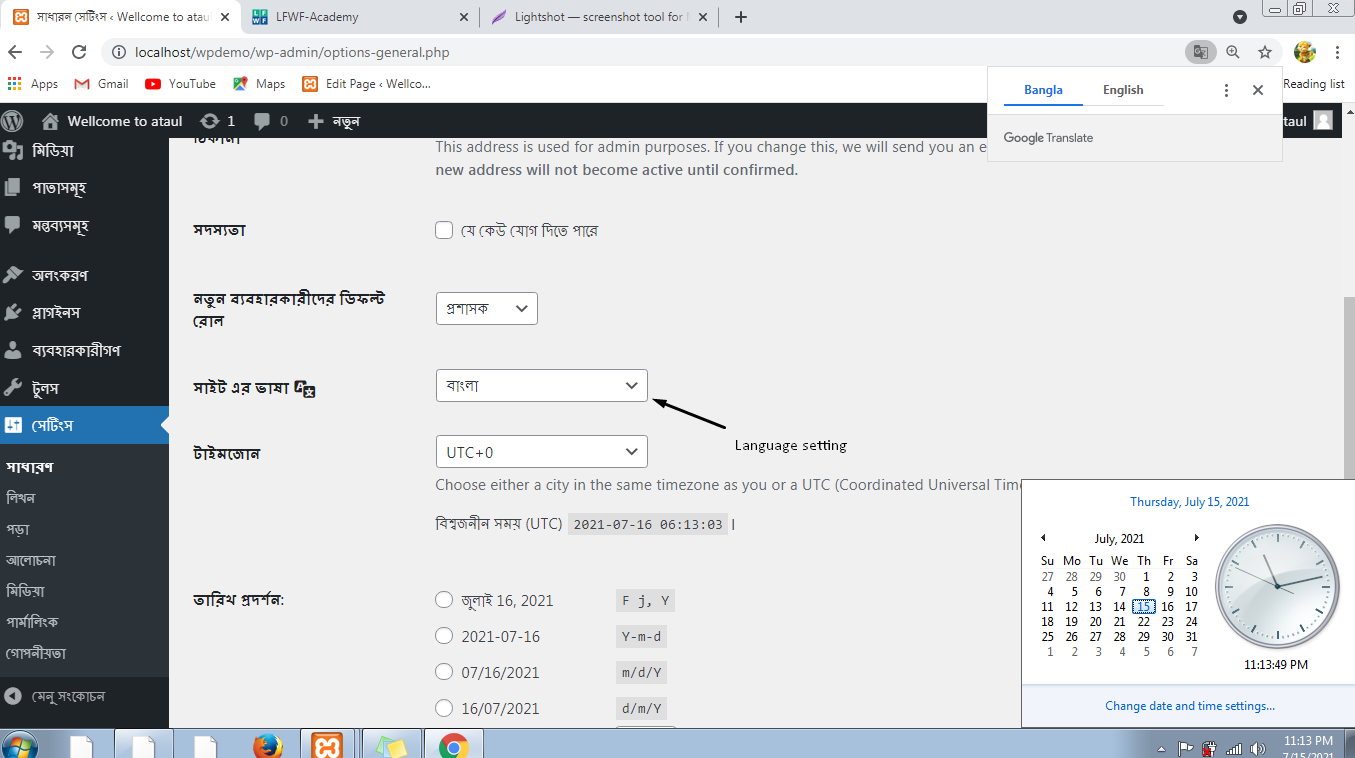 সাধারন সেটিংস ‹ Wellcome to atau
LFWF-Academy
Lightshot — screenshot tool for
localhost/wpdemo/wp-admin/options-general.php
Apps
Gmail
YouTube
Maps
Edit Page ‹ Wellco...
Reading list
Bangla
English
Google Translate
Wellcome to ataul
1
0
নতুন
মিডিয়া
পাতাসমূহ
মন্তব্যসমূহ
অলংকরণ
প্লাগইনস
ব্যবহারকারীগণ
টুলস
সেটিংস
সাধারণ
লিখন
পড়া
আলোচনা
মিডিয়া
পার্মালিংক
গোপনীয়তা
মেনু সংকোচন
This address is used for admin purposes. If you change this, we will send you an
new address will not become active until confirmed.
সদস্যতা
যে কেউ যোগ দিতে পারে
নতুন ব্যবহারকারীদের ডিফল্ট
রোল
প্রশাসক
সাইট এর ভাষা
বাংলা
Language setting
টাইমজোন
UTC+0
Choose either a city in the same timezone as you or a UTC (Coordinated Universal Time
বিশ্বজনীন সময় (UTC) 2021-07-16 06:13:03 ।
তারিখ প্রদর্শন:
জুলাই 16, 2021 F j, Y
2021-07-16 Y-m-d
07/16/2021 m/d/Y
16/07/2021 d/m/Y
Thursday, July 15, 2021
July, 2021
Su Mo Tu We Th Fr Sa
27 28 29 30 1 2 3
4 5 6 7 8 9 10
11 12 13 14 15 16 17
18 19 20 21 22 23 24
25 26 27 28 29 30 31
1 2 3 4 5 6 7
11:13:49 PM
Change date and time settings...
11:13 PM
7/15/2021